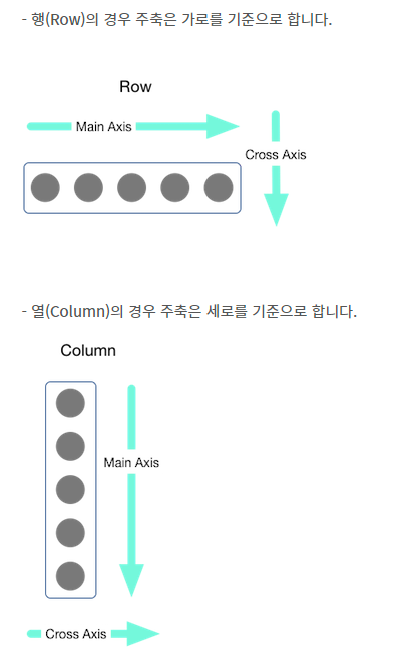 - 행(Row)의 경우 주축은 가로를 기준으로 합니다.
Row
Main Axis
Cross Axis
- 열(Column)의 경우 주축은 세로를 기준으로 합니다.
Column
Main Axis
Cross Axis